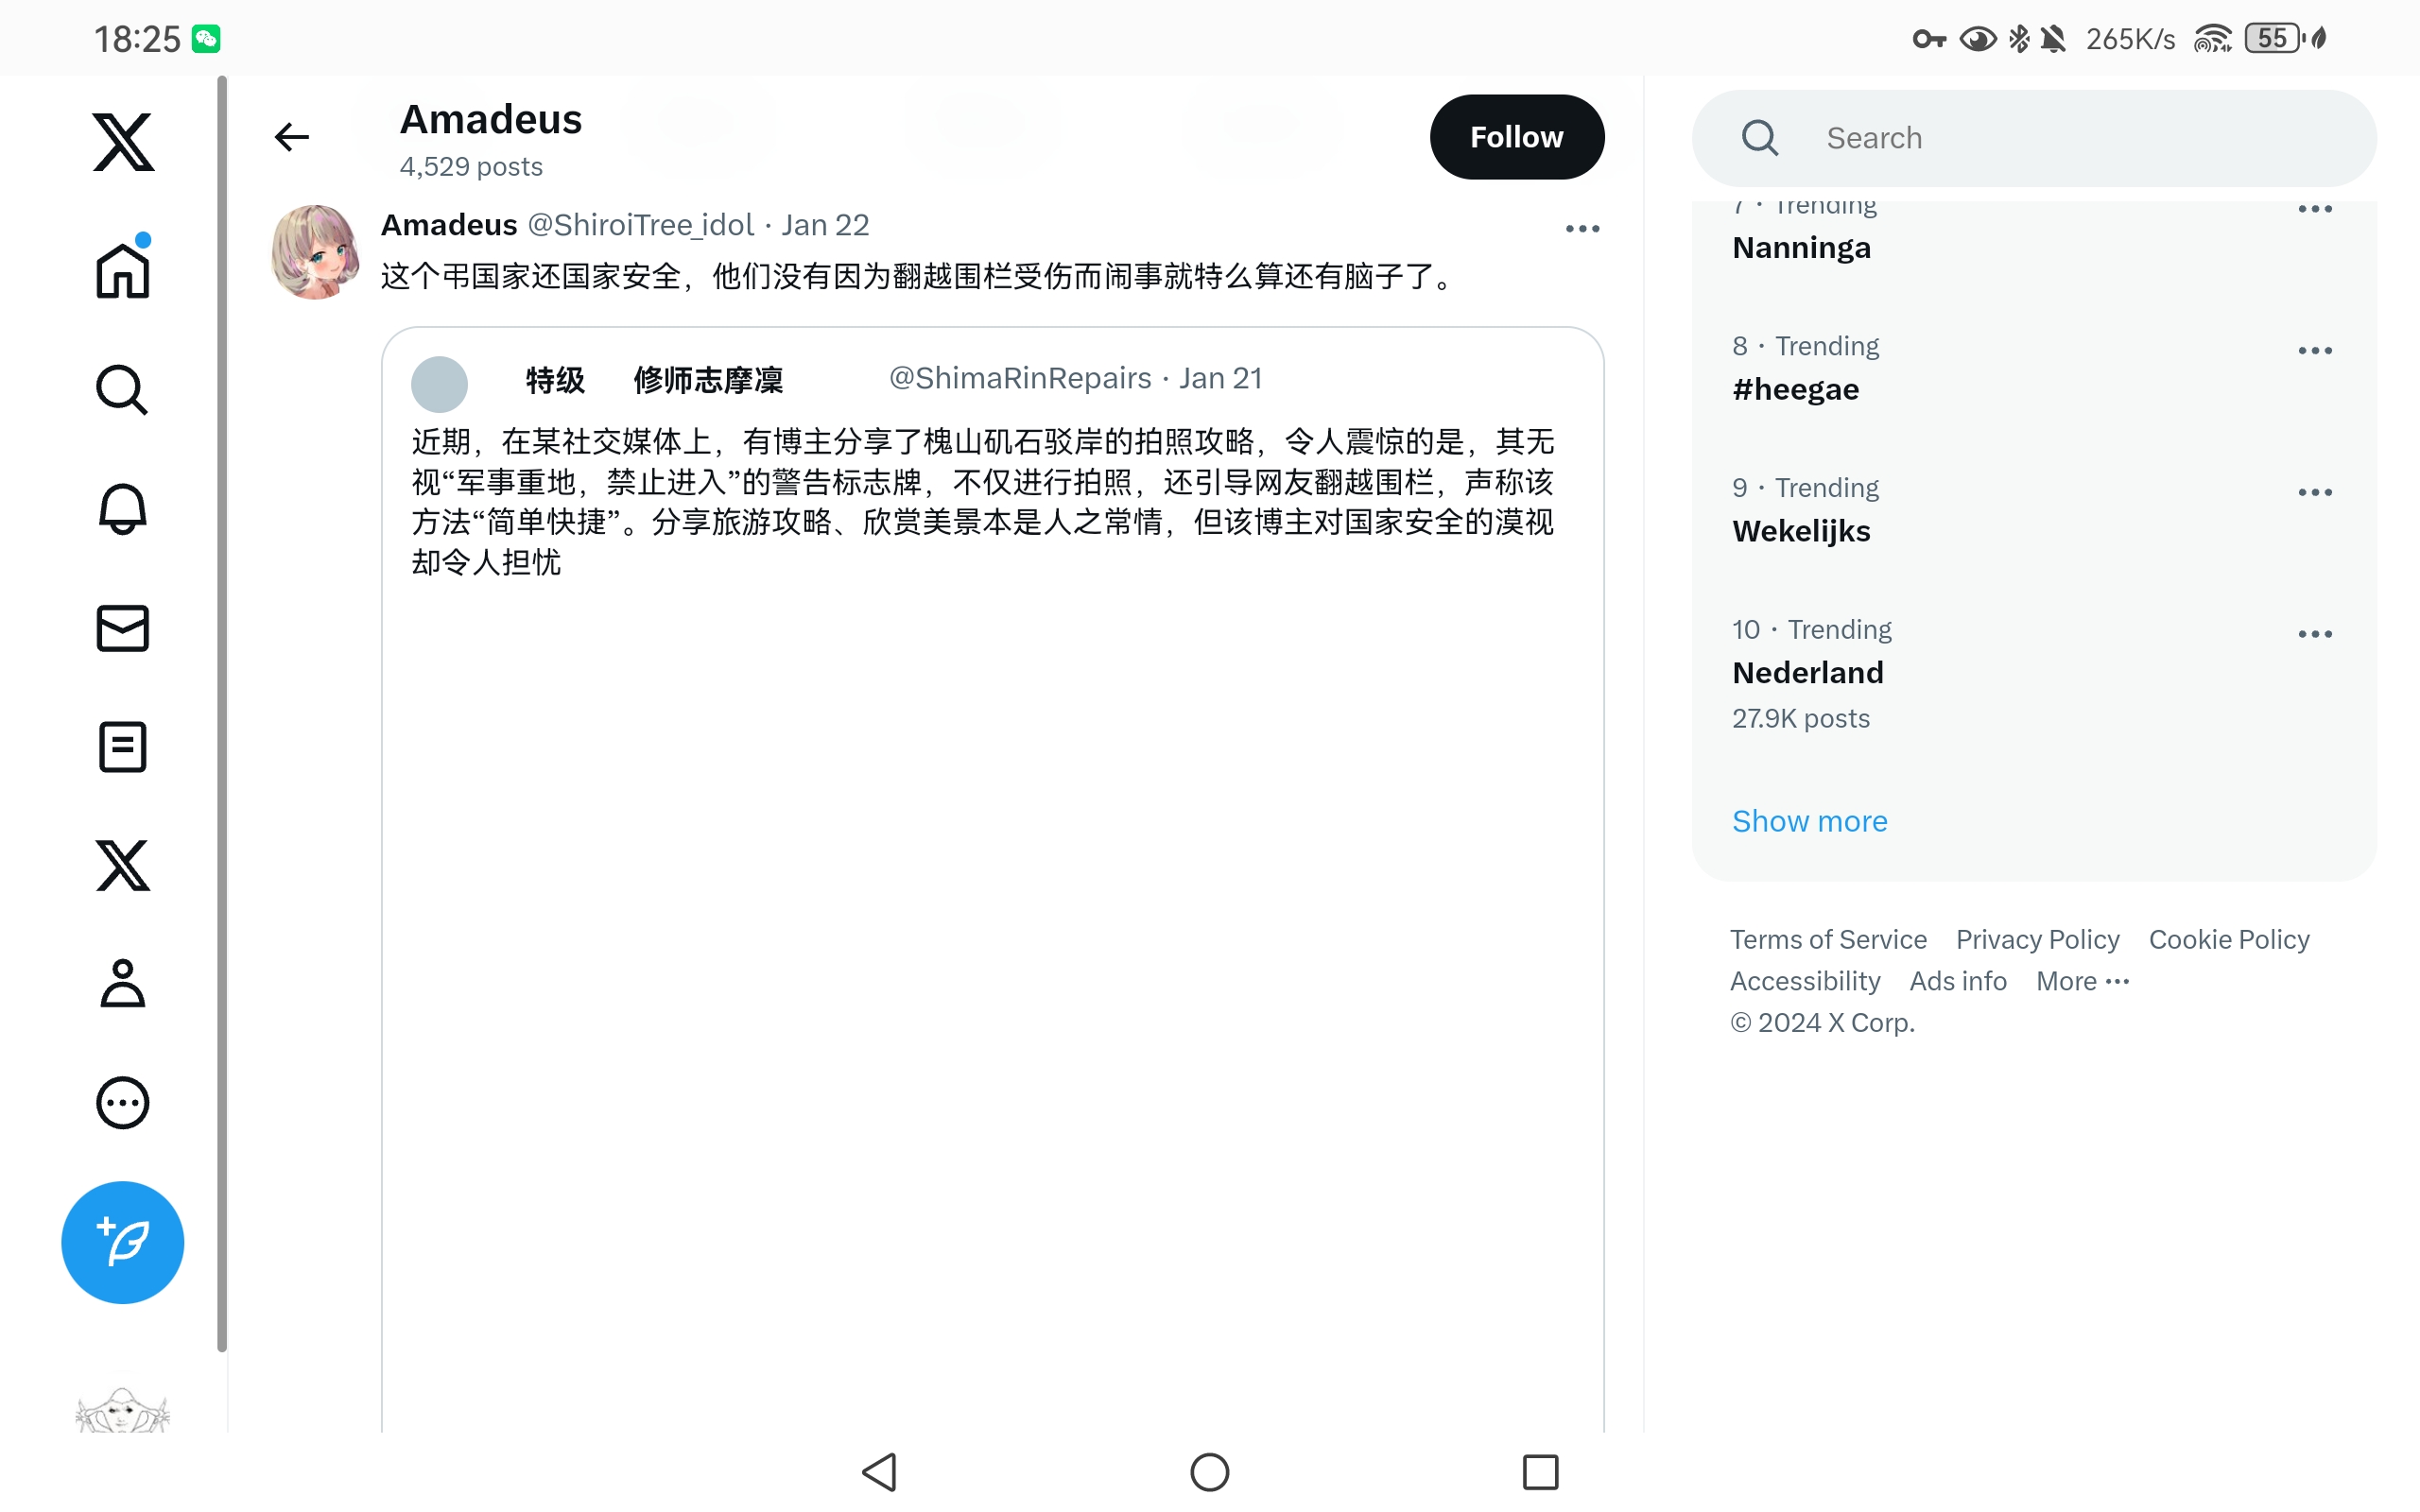 18:25
265K/s
55
Amadeus
4,529 posts
Follow
Amadeus @ShiroiTree_idol · Jan 22
这个弔国家还国家安全，他们没有因为翻越围栏受伤而闹事就特么算还有脑子了。
特级 修师志摩凜 @ShimaRinRepairs · Jan 21
近期，在某社交媒体上，有博主分享了槐山矶石驳岸的拍照攻略，令人震惊的是，其无
视“军事重地，禁止进入”的警告标志牌，不仅进行拍照，还引导网友翻越围栏，声称该
方法“简单快捷”。分享旅游攻略、欣赏美景本是人之常情，但该博主对国家安全的漠视
却令人担忧
Search
7 · Trending
Nanninga
8 · Trending
#heegae
9 · Trending
Wekelijks
10 · Trending
Nederland
27.9K posts
Show more
Terms of Service Privacy Policy Cookie Policy
Accessibility Ads info More ···
© 2024 X Corp.